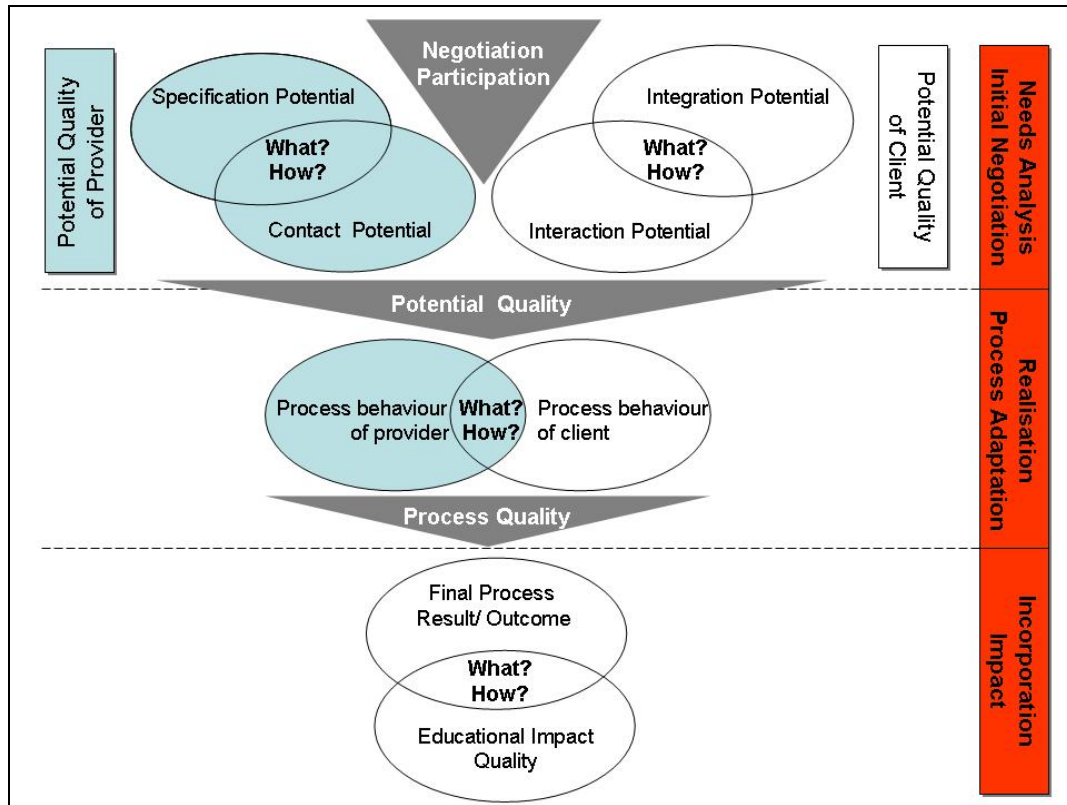 Negotiation
Participation
Potential Quality
of Provider
Specification Potential
What?
How?
Contact Potential
Integration Potential
What?
How?
Interaction Potential
Potential Quality
of Client
Needs Analysis
Initial Negotiation
Potential Quality
Process behaviour
of provider
What?
How?
Process behaviour
of client
Realisation
Process Adaptation
Process Quality
Final Process
Result/ Outcome
What?
How?
Educational Impact
Quality
Incorporation
Impact